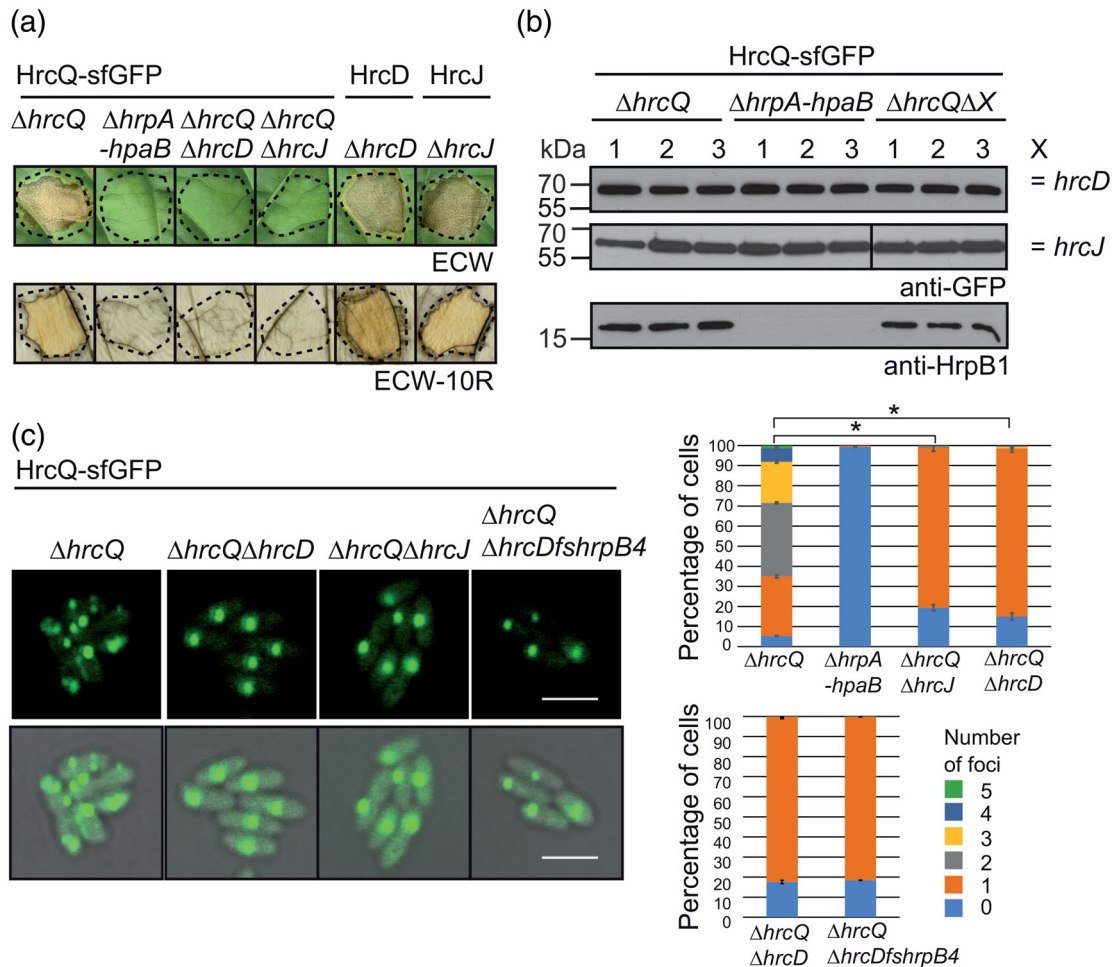 (a)
HrcQ-sfGFP HrcD HrcJ
ΔhrcQ ΔhrpA-hpaB ΔhrcQΔhrcD ΔhrcQΔhrcJ ΔhrcD ΔhrcJ
ECW
ECW-10R
(b)
HrcQ-sfGFP
ΔhrcQ ΔhrpA-hpaB ΔhrcQΔX
kDa 1 2 3 1 2 3 1 2 3 X
70
55
= hrcD
70
55
= hrcJ
anti-GFP
15
anti-HrpB1
(c)
HrcQ-sfGFP
ΔhrcQ ΔhrcQΔhrcD ΔhrcQΔhrcJ ΔhrcQ
ΔhrcDfshrpB4
* 
*
Percentage of cells
100
90
80
70
60
50
40
30
20
10
0
ΔhrcQ ΔhrpA ΔhrcQ ΔhrcQ
-hpaB ΔhrcJ ΔhrcD
Percentage of cells
100
90
80
70
60
50
40
30
20
10
0
ΔhrcQ ΔhrcQ
ΔhrcD ΔhrcDfshrpB4
Number
of foci
5
4
3
2
1
0